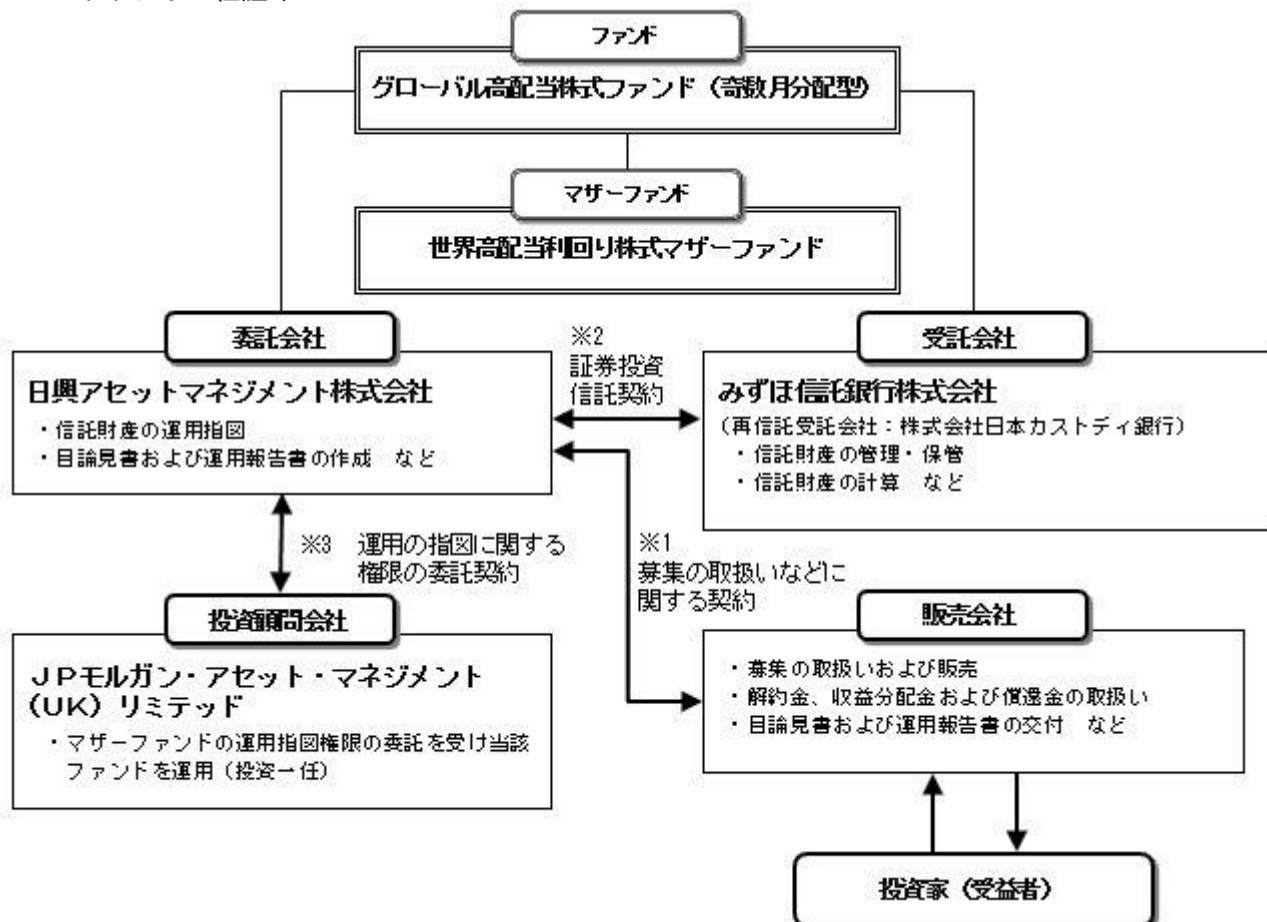 ファンド
グローバル高配当株式ファンド（奇数月分配型）
マザーファンド
世界高配当利回り株式マザーファンド
委託会社
日興アセットマネジメント株式会社
・信託財産の運用指図
・目論見書および運用報告書の作成　など
※2
証券投資
信託契約
受託会社
みずほ信託銀行株式会社
（再信託受託会社：株式会社日本カストディ銀行）
・信託財産の管理・保管
・信託財産の計算　など
※3　運用の指図に関する
権限の委託契約
※1
募集の取扱いなどに
関する契約
投資顧問会社
ＪＰモルガン・アセット・マネジメント
（UK）リミテッド
・マザーファンドの運用指図権限の委託を受け当該
ファンドを運用（投資一任）
販売会社
・募集の取扱いおよび販売
・解約金、収益分配金および償還金の取扱い
・目論見書および運用報告書の交付　など
投資家（受益者）